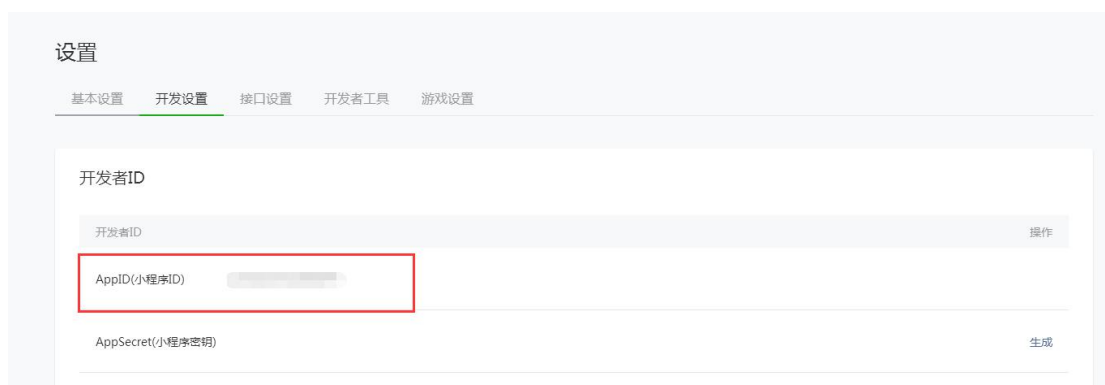 设置
基本设置 开发设置 接口设置 开发者工具 游戏设置
开发者ID
开发者ID 操作
AppID(小程序ID)
AppSecret(小程序密钥) 生成